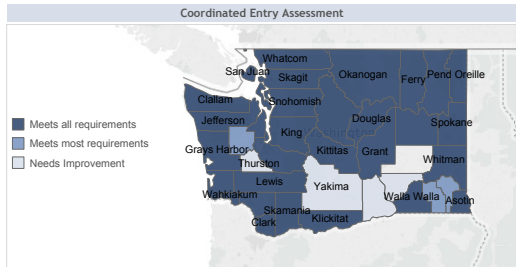 Coordinated Entry Assessment
Whatcom
San Juan
Skagit
Okanogan
Ferry
Pend Oreille
Clallam
Snohomish
Jefferson
Douglas
Spokane
King
Washington
Grays Harbor
Kittitas
Grant
Thurston
Whitman
Lewis
Yakima
Walla Walla
Wahkiakum
Asotin
Skamania
Clark
Klickitat
Meets all requirements
Meets most requirements
Needs Improvement